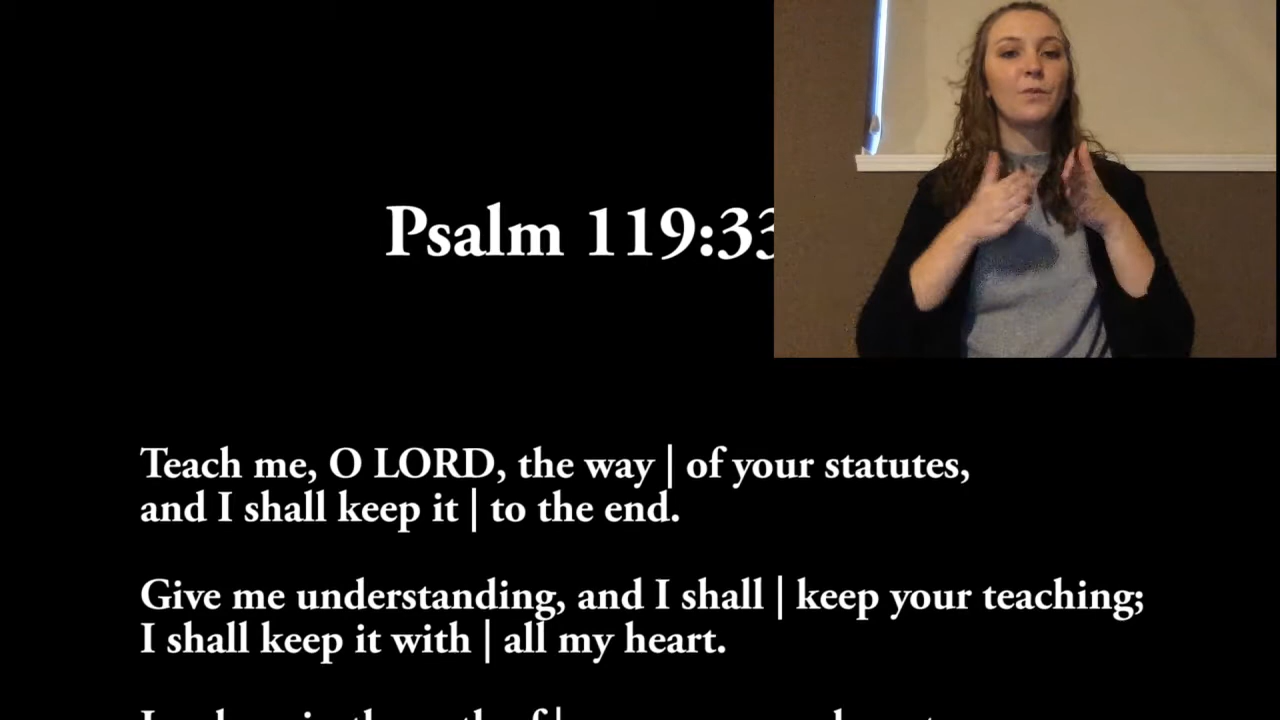 Psalm 119:33
Teach me, O LORD, the way | of your statutes,
and I shall keep it | to the end.
Give me understanding, and I shall | keep your teaching;
I shall keep it with | all my heart.